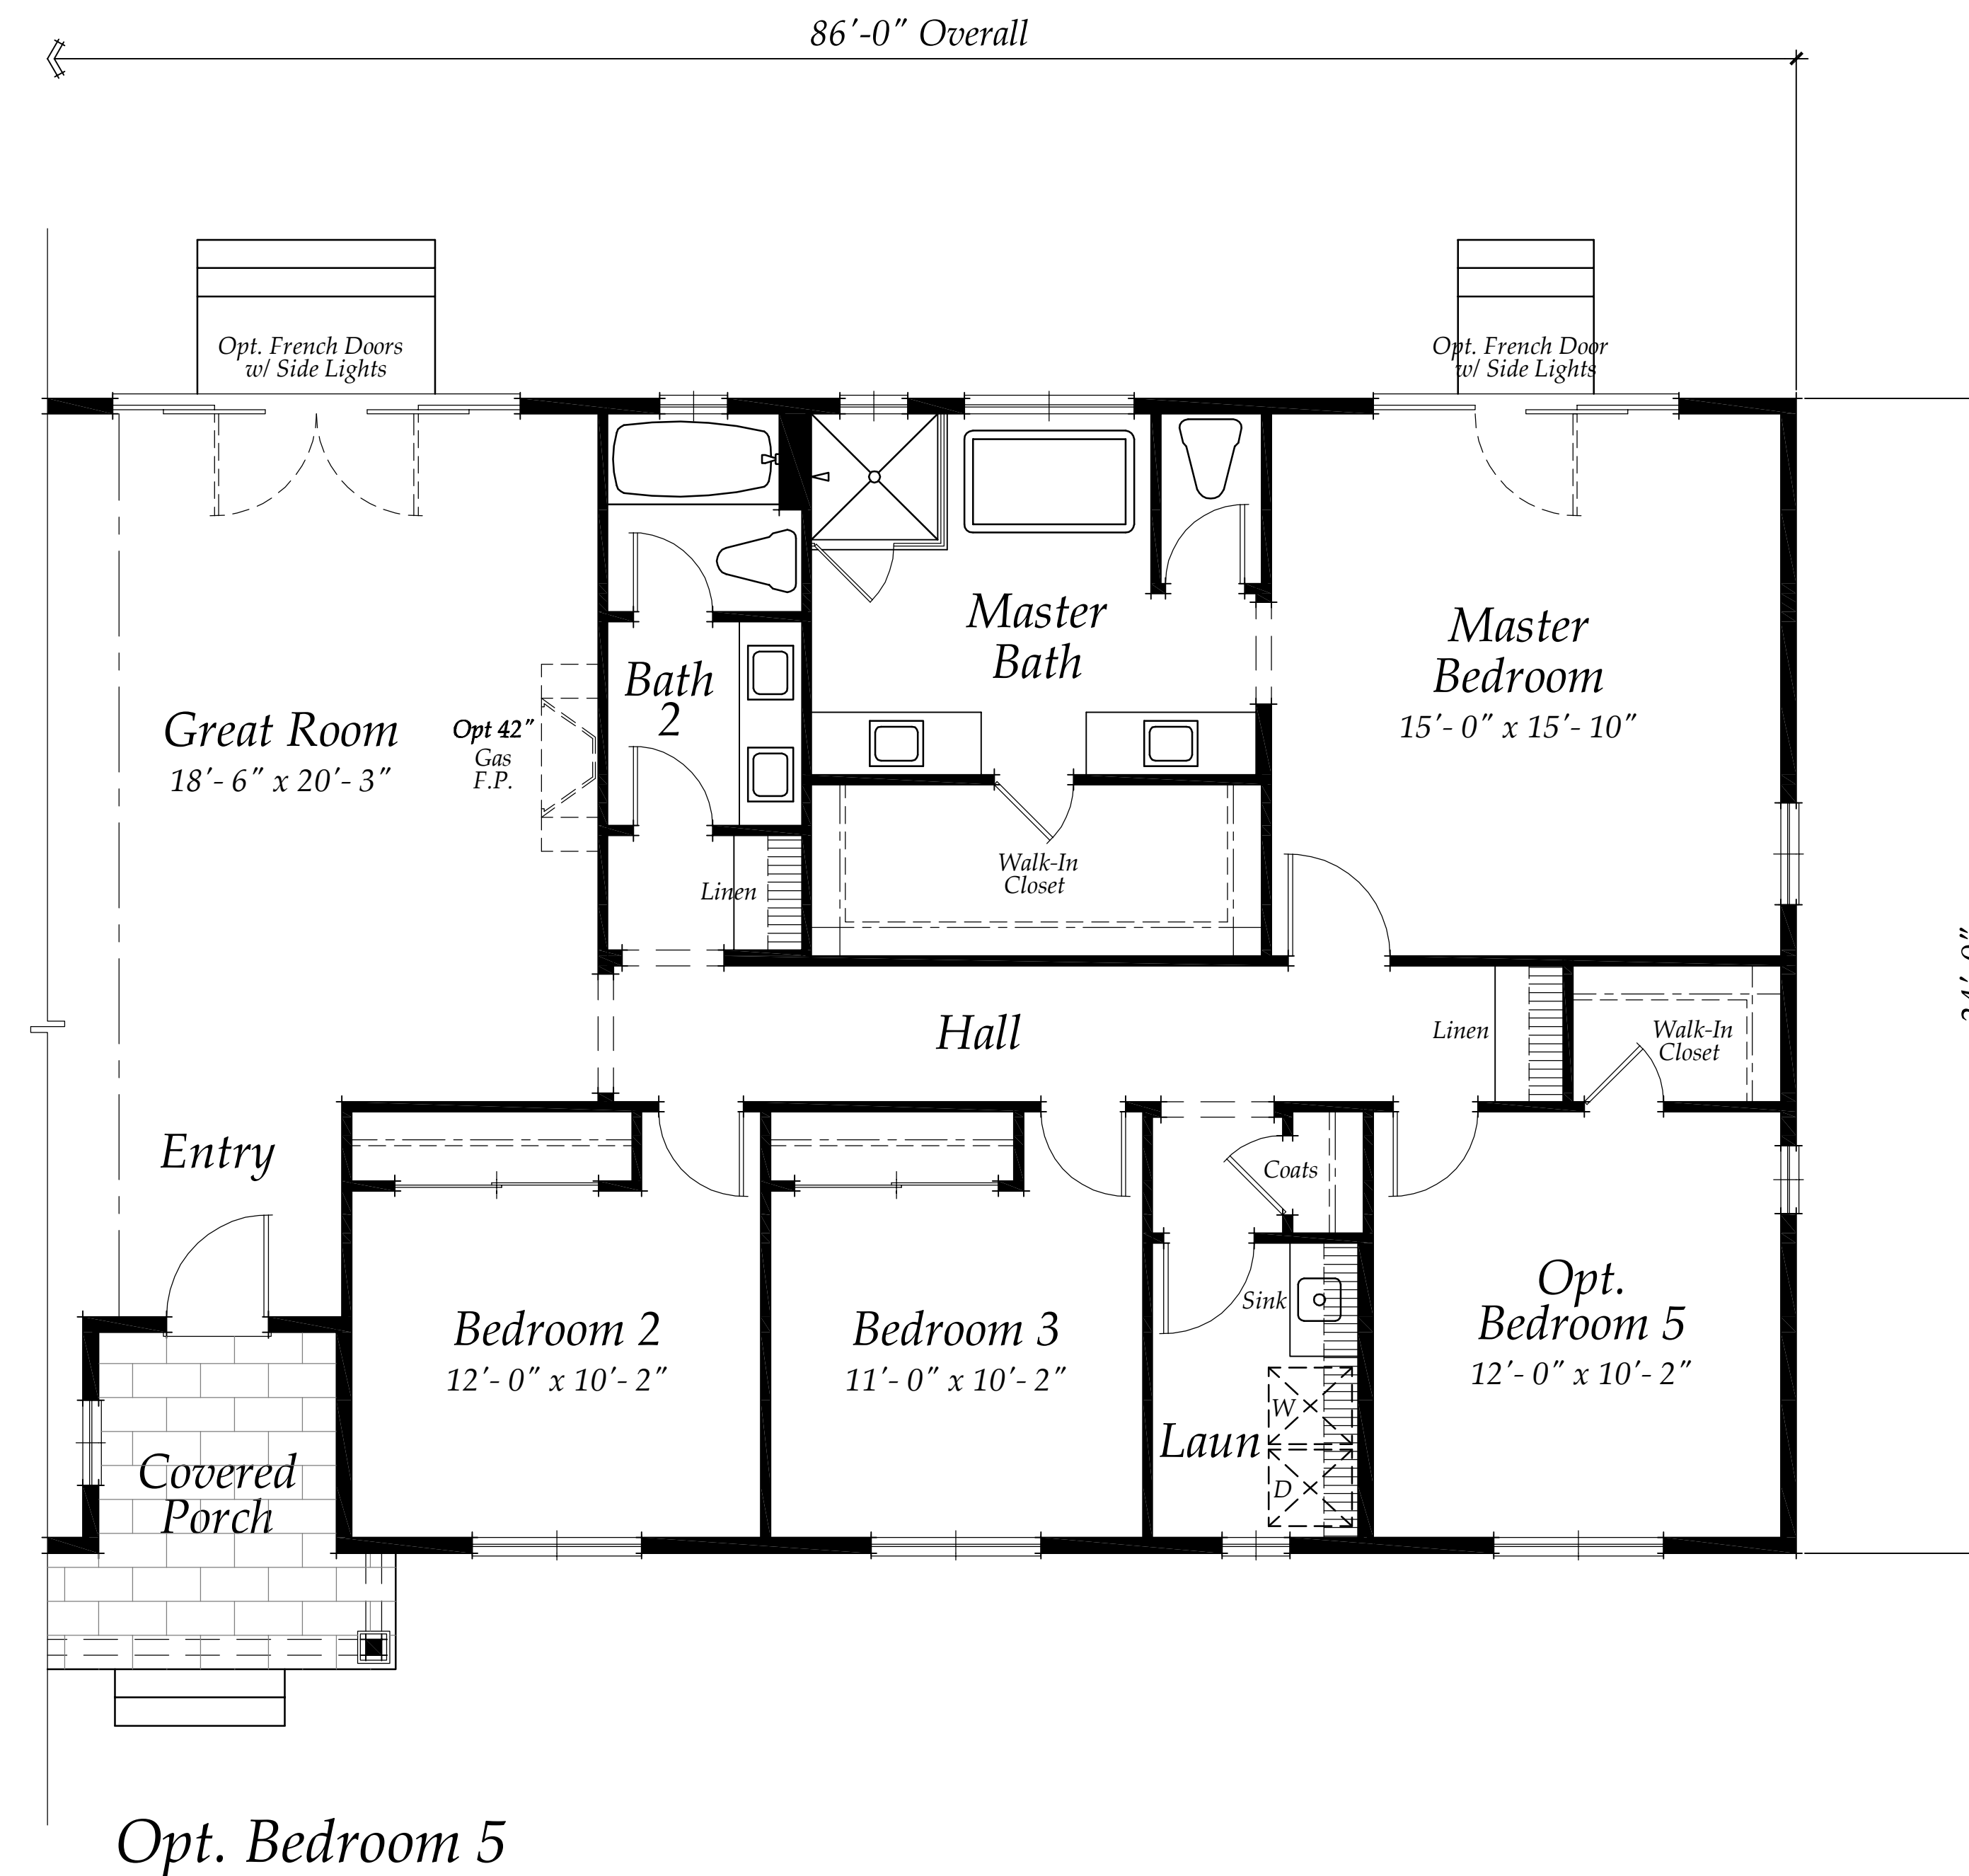 86'-0" Overall
Opt. French Doors
w/ Side Lights
Opt. French Door
w/ Side Lights
Great Room
18'- 6" x 20'- 3"
Opt 42"
Gas
F.P.
Bath
2
Linen
Master
Bath
Walk-In
Closet
Master
Bedroom
15'- 0" x 15'- 10"
Hall
Linen
Walk-In
Closet
Entry
Coats
Covered
Porch
Bedroom 2
12'- 0" x 10'- 2"
Bedroom 3
11'- 0" x 10'- 2"
Sink
Laun
W
D
Opt.
Bedroom 5
12'- 0" x 10'- 2"
Opt. Bedroom 5